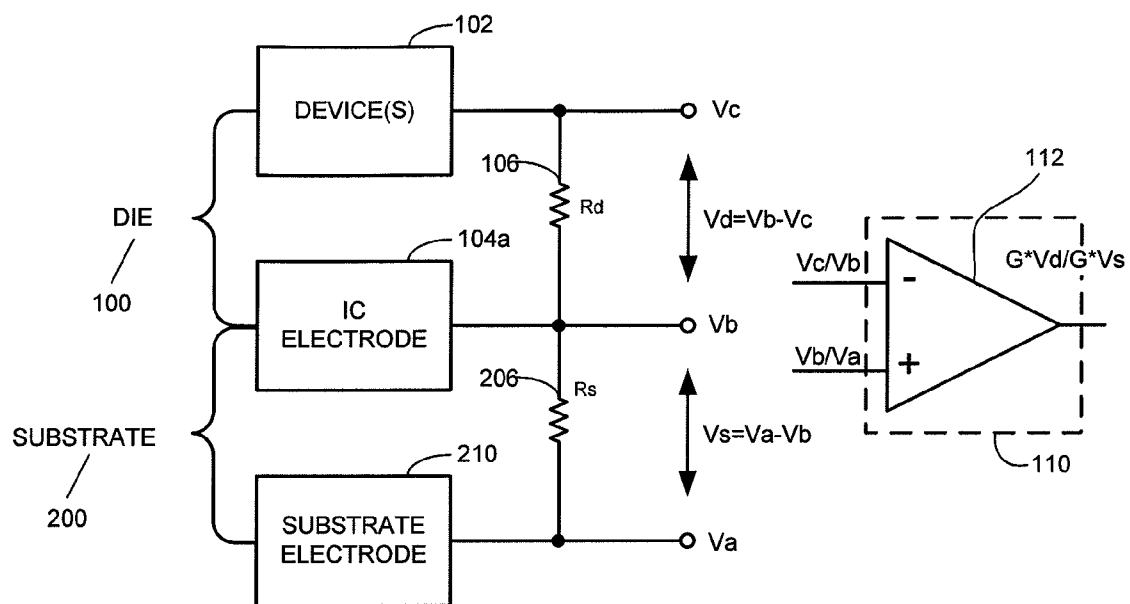 102
DEVICE(S)
Vc
106
Rd
112
DIE
100
104a
Vd=Vb-Vc
Vc/Vb
-
G*Vd/G*Vs
IC
ELECTRODE
Vb
Vb/Va
+
206
Rs
SUBSTRATE
200
Vs=Va-Vb
110
210
SUBSTRATE
ELECTRODE
Va